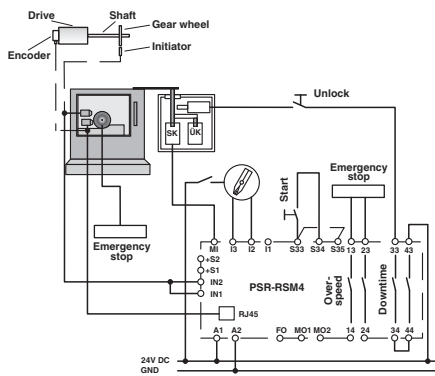 Drive
Shaft
Gear wheel
Encoder
Initiator
SK
ÜK
Unlock
Emergency
stop
Start
Emergency
stop
MI
I3
I2
I1
S33
S34
S35
13
23
33
43
+S2
+S1
IN2
IN1
PSR-RSM4
Over-
speed
Downtime
RJ45
A1
A2
FO
MO1
MO2
14
24
34
44
24V DC
GND